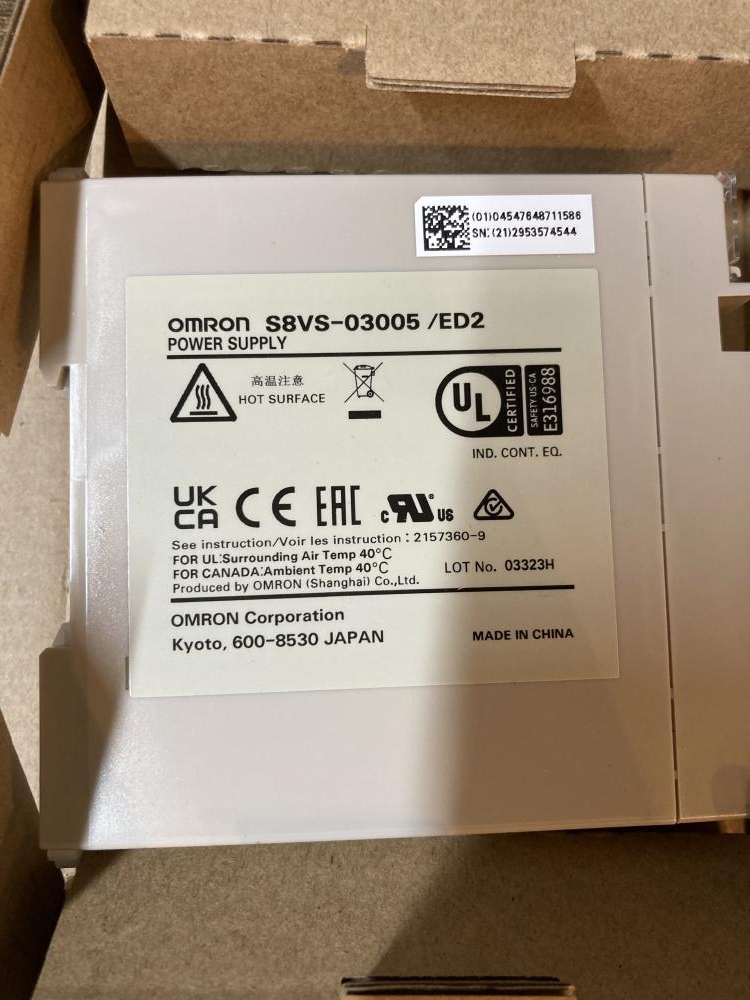 (01)04547648711586
SN:(21)2953574544
OMRON S8VS-03005 /ED2
POWER SUPPLY
高温注意
HOT SURFACE
UL CERTIFIED SAFETY US-CA E316988
IND. CONT. EQ.
UK CA CE EAC c RU ® US
See instruction/Voir les instruction : 2157360-9
FOR UL:Surrounding Air Temp 40°C
FOR CANADA:Ambient Temp 40°C
LOT No. 03323H
Produced by OMRON (Shanghai) Co.,Ltd.
OMRON Corporation
Kyoto, 600-8530 JAPAN
MADE IN CHINA